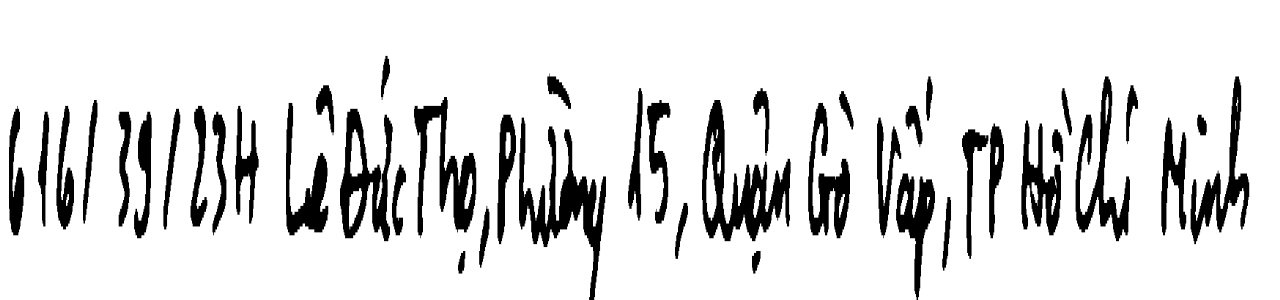 616/39/23H Lê Đức Thọ, Phường 15, Quận Gò Vấp, TP Hồ Chí Minh